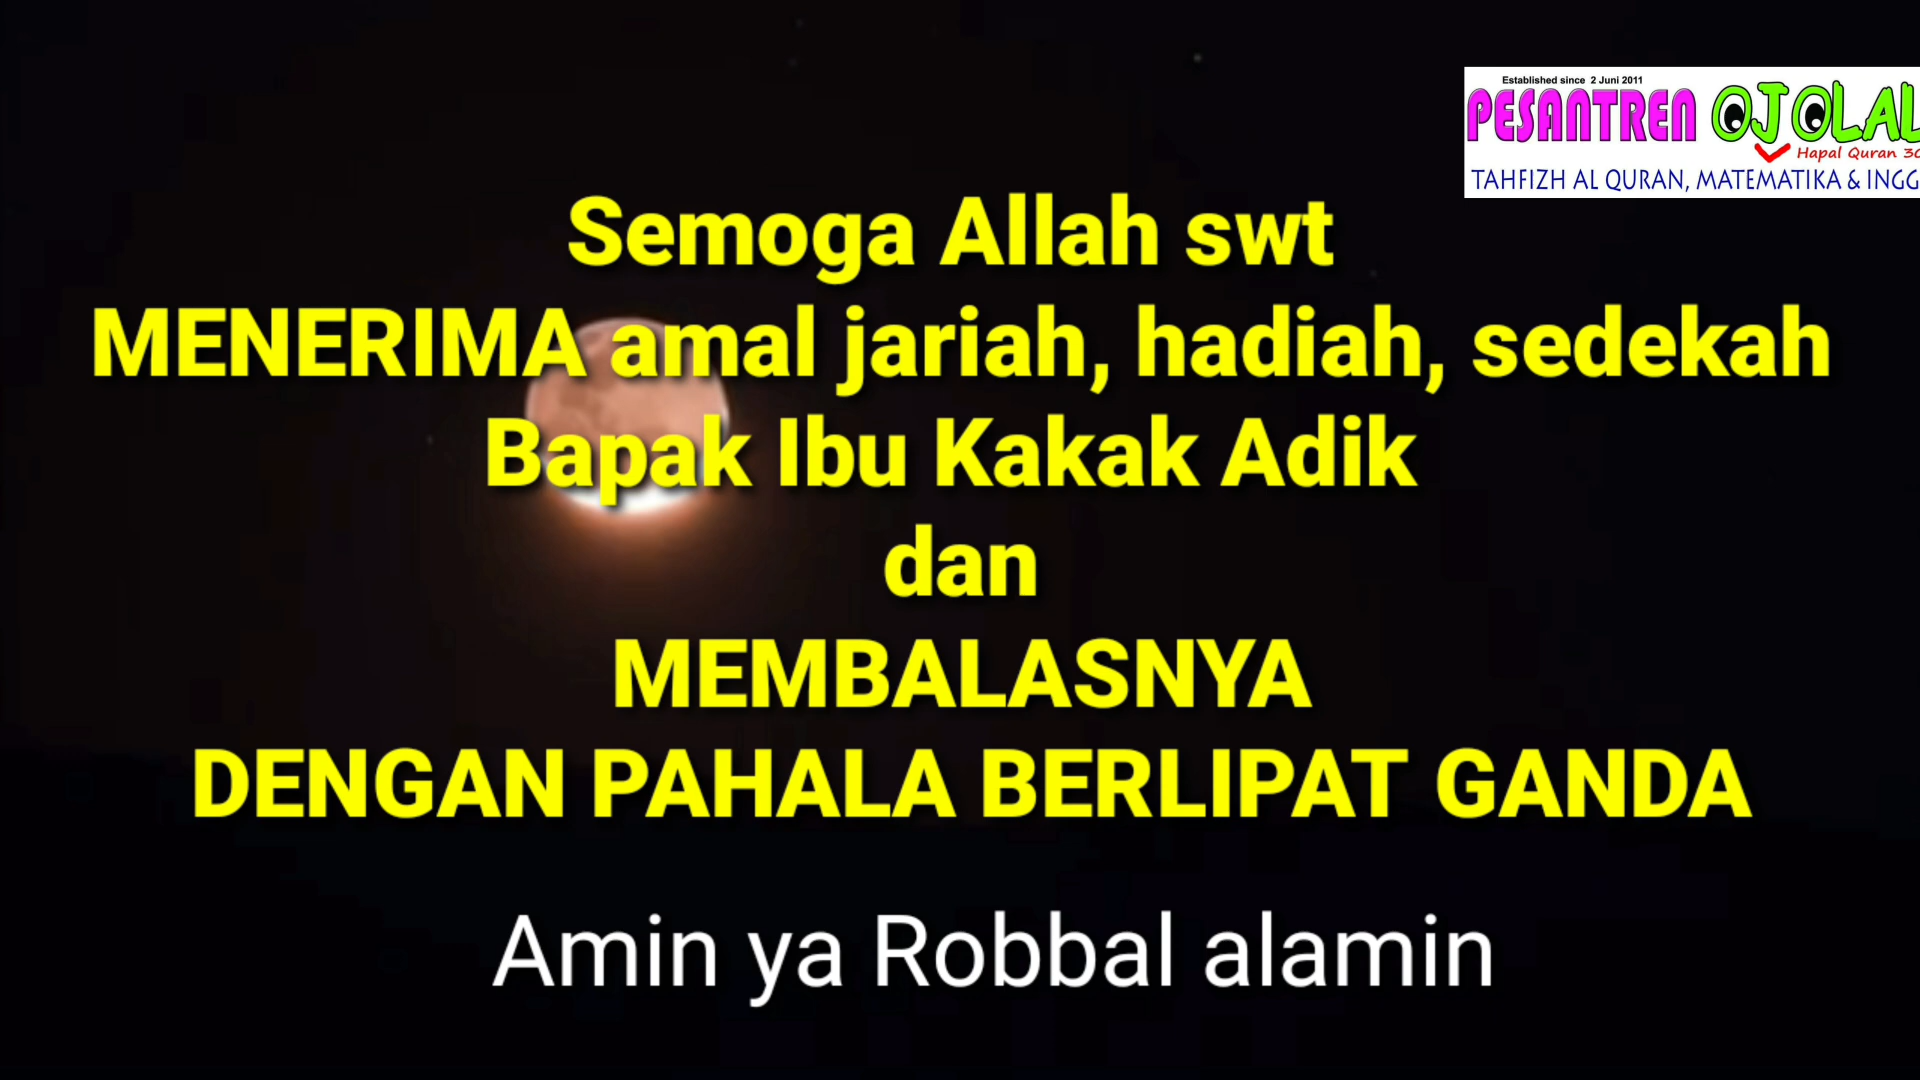 Established since 2 Juni 2011
PESANTREN OJOLAL
Hapal Quran 30
TAHFIZH AL QURAN, MATEMATIKA & INGG
Semoga Allah swt
MENERIMA amal jariah, hadiah, sedekah
Bapak Ibu Kakak Adik
dan
MEMBALASNYA
DENGAN PAHALA BERLIPAT GANDA
Amin ya Robbal alamin